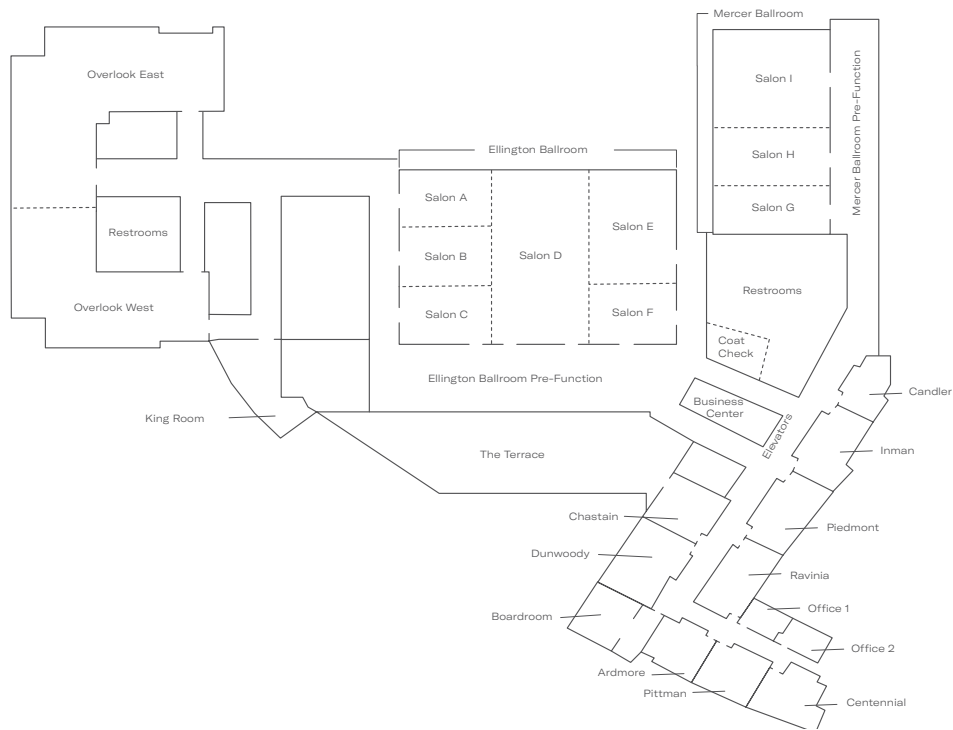 Mercer Ballroom
Overlook East
Salon I
Mercer Ballroom Pre-Function
Ellington Ballroom
Salon H
Salon A
Salon G
Salon E
Restrooms
Salon B
Salon D
Restrooms
Overlook West
Salon C
Salon F
Coat
Check
Ellington Ballroom Pre-Function
Candler
Business
Center
King Room
Elevators
Inman
The Terrace
Chastain
Piedmont
Dunwoody
Ravinia
Office 1
Boardroom
Office 2
Ardmore
Pittman
Centennial